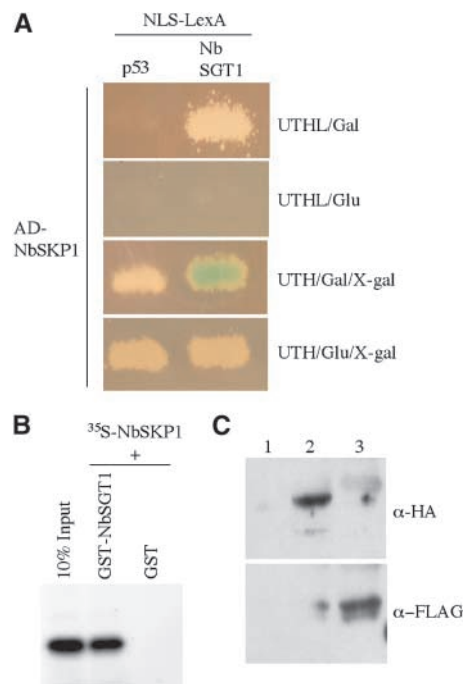 A
NLS-LexA
p53
Nb
SGT1
UTHL/Gal
UTHL/Glu
AD-
NbSKP1
UTH/Gal/X-gal
UTH/Glu/X-gal
B
³⁵S-NbSKP1
+
10% Input
GST-NbSGT1
GST
C
1 2 3
α-HA
α–FLAG